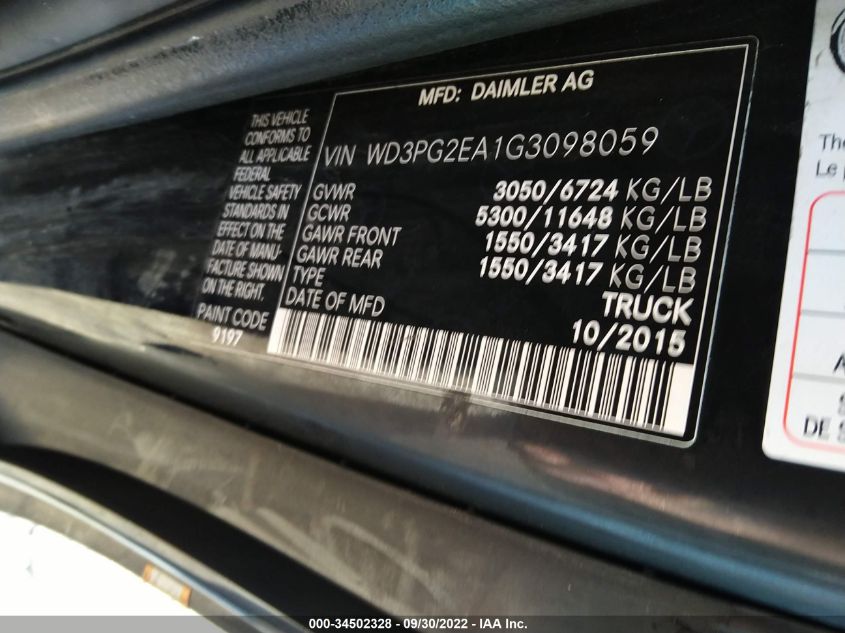 MFD: DAIMLER AG
THIS VEHICLE
CONFORMS TO
ALL APPLICABLE
FEDERAL
VEHICLE SAFETY
STANDARDS IN
EFFECT ON THE
DATE OF MANU-
FACTURE SHOWN
ON THE RIGHT.
PAINT CODE
9197
VIN WD3PG2EA1G3098059
GVWR 3050/6724 KG/LB
GCWR 5300/11648 KG/LB
GAWR FRONT 1550/3417 KG/LB
GAWR REAR 1550/3417 KG/LB
TYPE TRUCK
DATE OF MFD 10/2015
The
Le
A
S
DE S
000-34502328 - 09/30/2022 - IAA Inc.